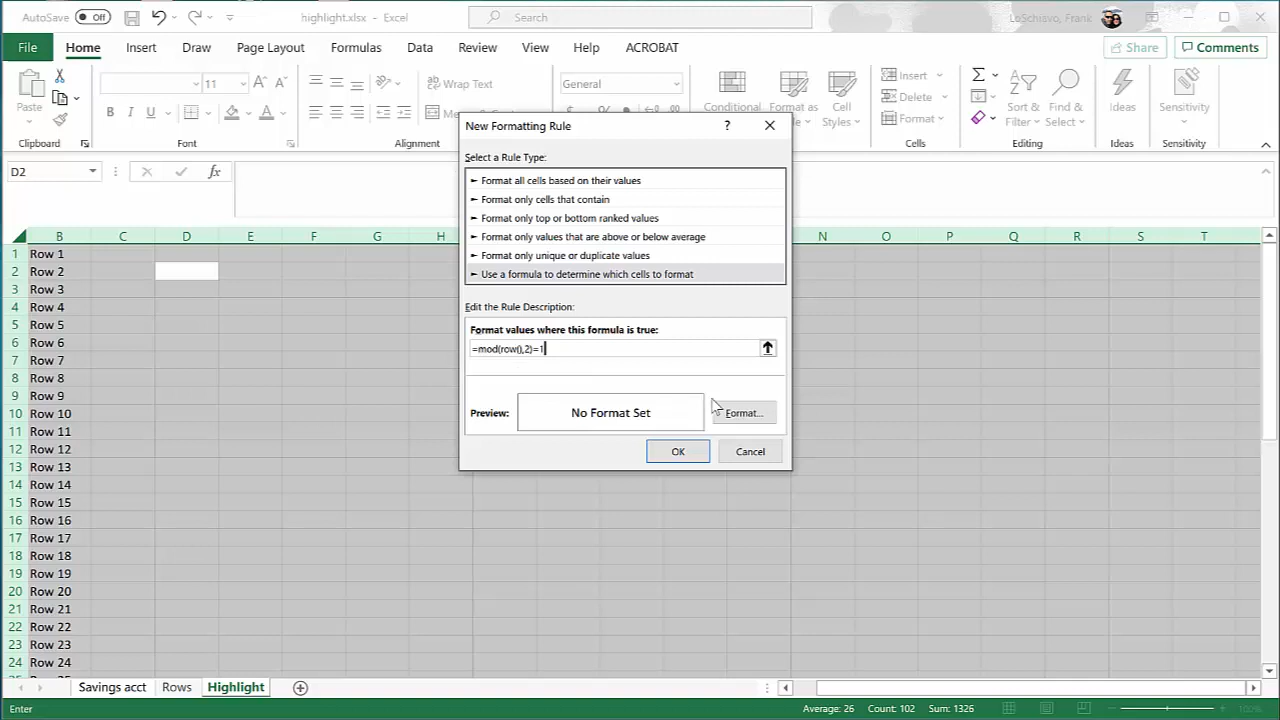 AutoSave Off highlight.xlsx - Excel Search LoSchiavo, Frank
File Home Insert Draw Page Layout Formulas Data Review View Help ACROBAT Share Comments
11 A A Wrap Text General Insert Σ
Paste B I U A $ % Conditional Format as Cell Delete Sort & Find & Ideas Sensitivity
Styles Format Filter Select
Clipboard Font Alignment Cells Editing Ideas Sensitivity
D2 fx
B C D E F G H N O P Q R S T
1 Row 1
2 Row 2
3 Row 3
4 Row 4
5 Row 5
6 Row 6
7 Row 7
8 Row 8
9 Row 9
10 Row 10
11 Row 11
12 Row 12
13 Row 13
14 Row 14
15 Row 15
16 Row 16
17 Row 17
18 Row 18
19 Row 19
20 Row 20
21 Row 21
22 Row 22
23 Row 23
24 Row 24
New Formatting Rule ?
Select a Rule Type:
► Format all cells based on their values
► Format only cells that contain
► Format only top or bottom ranked values
► Format only values that are above or below average
► Format only unique or duplicate values
► Use a formula to determine which cells to format
Edit the Rule Description:
Format values where this formula is true:
=mod(row(),2)=1
Preview: No Format Set Format...
OK Cancel
Savings acct Rows Highlight
Enter Average: 26 Count: 102 Sum: 1326 100%